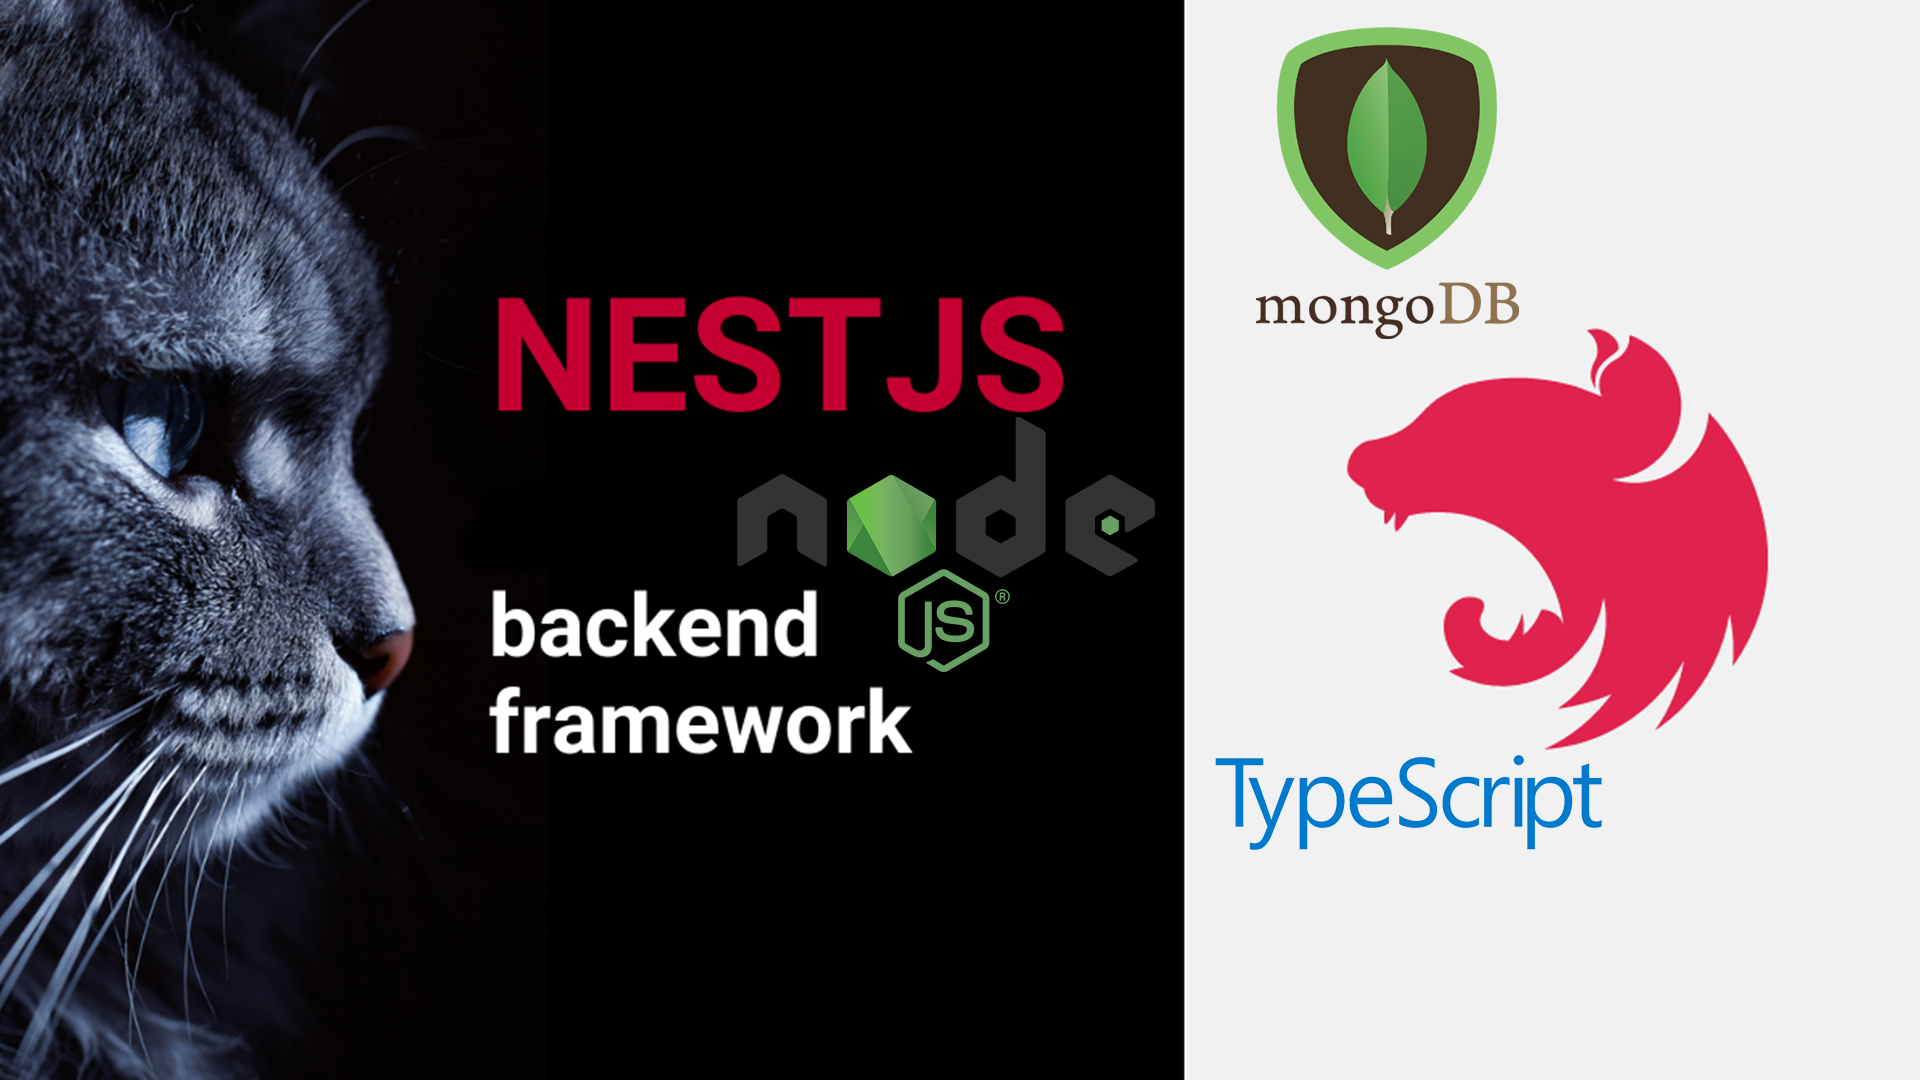 NESTJS
node
JS®
backend
framework
mongoDB
TypeScript